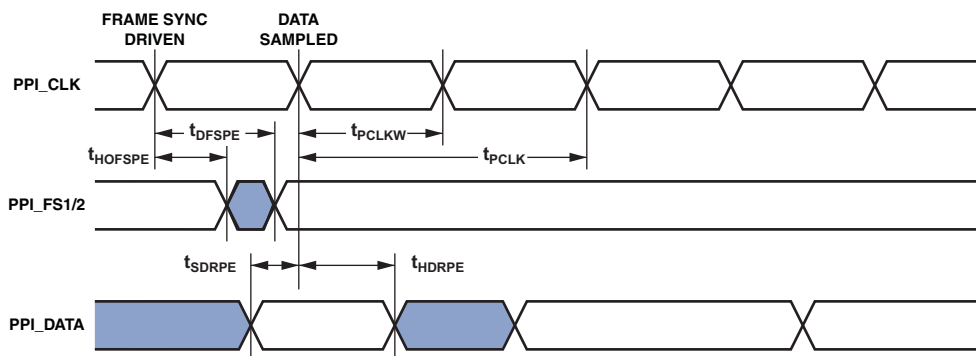 FRAME SYNC
DRIVEN
DATA
SAMPLED
PPI_CLK
tDFSPE
tPCLKW
tHOFSPE
tPCLK
PPI_FS1/2
tSDRPE
tHDRPE
PPI_DATA